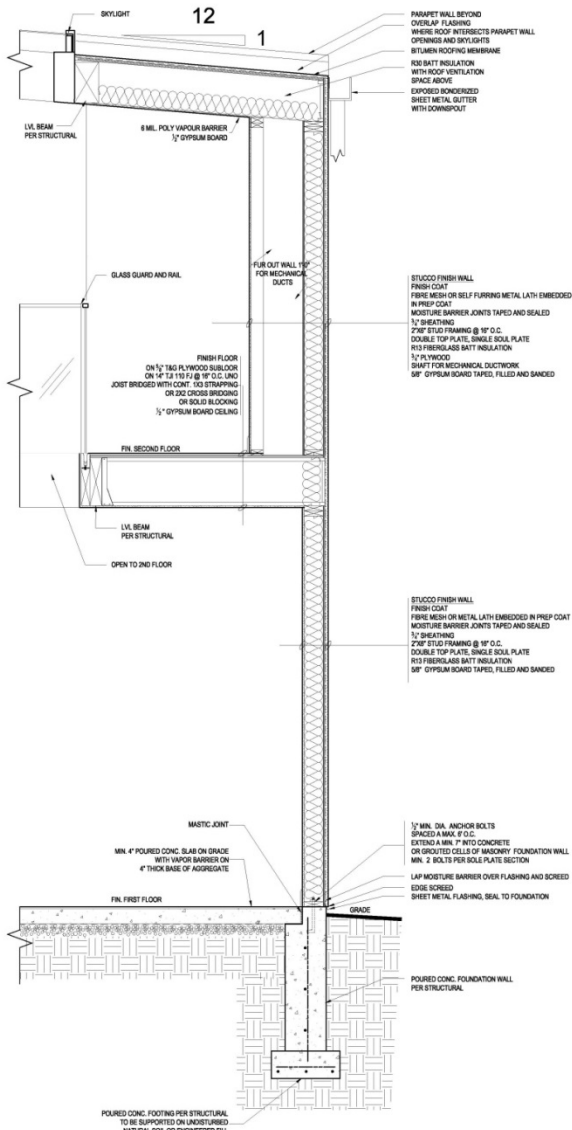 SKYLIGHT
12
1
PARAPET WALL BEYOND
OVERLAP FLASHING
WHERE ROOF INTERSECTS PARAPET WALL
OPENINGS AND SKYLIGHTS
BITUMEN ROOFING MEMBRANE
R30 BATT INSULATION
WITH ROOF VENTILATION
SPACE ABOVE
EXPOSED BONDERIZED
SHEET METAL GUTTER
WITH DOWNSPOUT
LVL BEAM
PER STRUCTURAL
6 MIL. POLY VAPOUR BARRIER
½" GYPSUM BOARD
FUR OUT WALL 1'0"
FOR MECHANICAL
DUCTS
GLASS GUARD AND RAIL
STUCCO FINISH WALL
FINISH COAT
FIBRE MESH OR SELF FURRING METAL LATH EMBEDDED
IN PREP COAT
MOISTURE BARRIER JOINTS TAPED AND SEALED
¾" SHEATHING
2"X6" STUD FRAMING @ 16" O.C.
DOUBLE TOP PLATE, SINGLE SOUL PLATE
R13 FIBERGLASS BATT INSULATION
¾" PLYWOOD
SHAFT FOR MECHANICAL DUCTWORK
5/8" GYPSUM BOARD TAPED, FILLED AND SANDED
FINISH FLOOR
T&G PLYWOOD SUBLOOR
ON 14" TJI 110 FJ @ 16" O.C. UNO
JOIST BRIDGED WITH CONT. 1X3 STRAPPING
OR 2X2 CROSS BRIDGING
OR SOLID BLOCKING
½" GYPSUM BOARD CEILING
FIN. SECOND FLOOR
LVL BEAM
PER STRUCTURAL
OPEN TO 2ND FLOOR
STUCCO FINISH WALL
FINISH COAT
FIBRE MESH OR METAL LATH EMBEDDED IN PREP COAT
MOISTURE BARRIER JOINTS TAPED AND SEALED
¾" SHEATHING
2"X6" STUD FRAMING @ 16" O.C.
DOUBLE TOP PLATE, SINGLE SOUL PLATE
R13 FIBERGLASS BATT INSULATION
5/8" GYPSUM BOARD TAPED, FILLED AND SANDED
MASTIC JOINT
MIN. 4" POURED CONC. SLAB ON GRADE
WITH VAPOR BARRIER ON
4" THICK BASE OF AGGREGATE
½" MIN. DIA. ANCHOR BOLTS
SPACED A MAX. 6' O.C.
EXTEND A MIN. 7" INTO CONCRETE
OR GROUTED CELLS OF MASONRY FOUNDATION WALL
MIN. 2 BOLTS PER SOLE PLATE SECTION
LAP MOISTURE BARRIER OVER FLASHING AND SCREED
EDGE SCREED
SHEET METAL FLASHING, SEAL TO FOUNDATION
FIN. FIRST FLOOR
GRADE
POURED CONC. FOUNDATION WALL
PER STRUCTURAL
POURED CONC. FOOTING PER STRUCTURAL
TO BE SUPPORTED ON UNDISTURBED
NATURAL SOIL OR ENGINEERED FILL